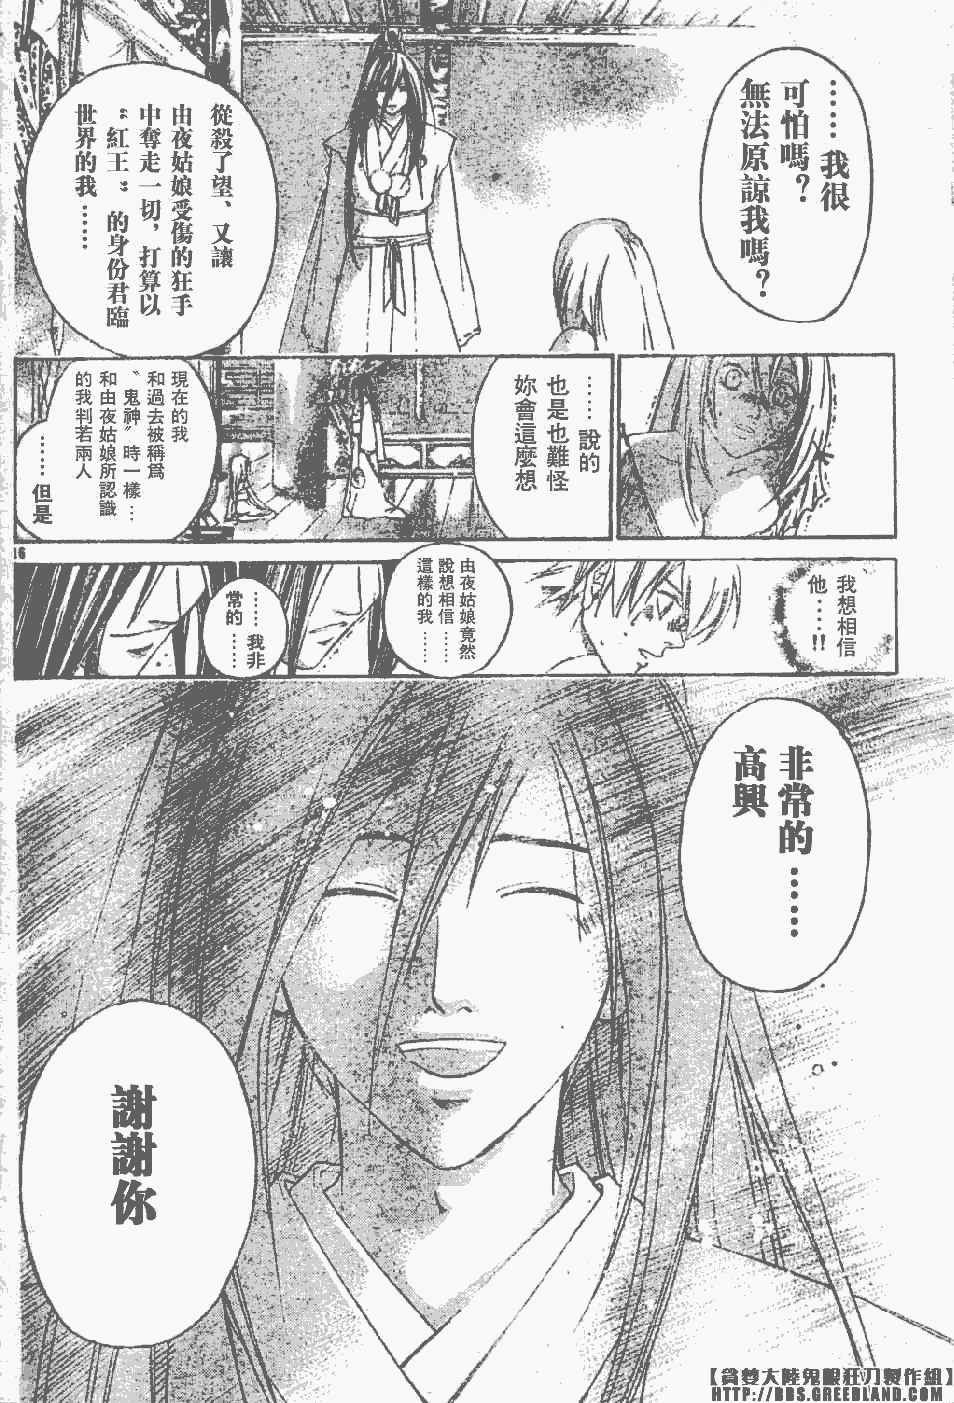 ……我很
可怕嗎？
無法原諒我嗎？
從殺了望、又讓
由夜姑娘受傷的狂手
中奪走一切，打算以
“紅王”的身份君臨
世界的我……
……說的
也是也難怪
妳會這麼想
現在的我
和過去被稱為
〝鬼神〞時一樣…
和由夜姑娘所認識
的我判若兩人
……但是
16
我想相信
他……!!
由夜姑娘竟然
說想相信……
這樣的我……
……我非
常的……
非常的……
高興
謝謝你
【貧雙大陸鬼眼狂刀製作組】
HTTP://BBS.GREEBLAND.COM